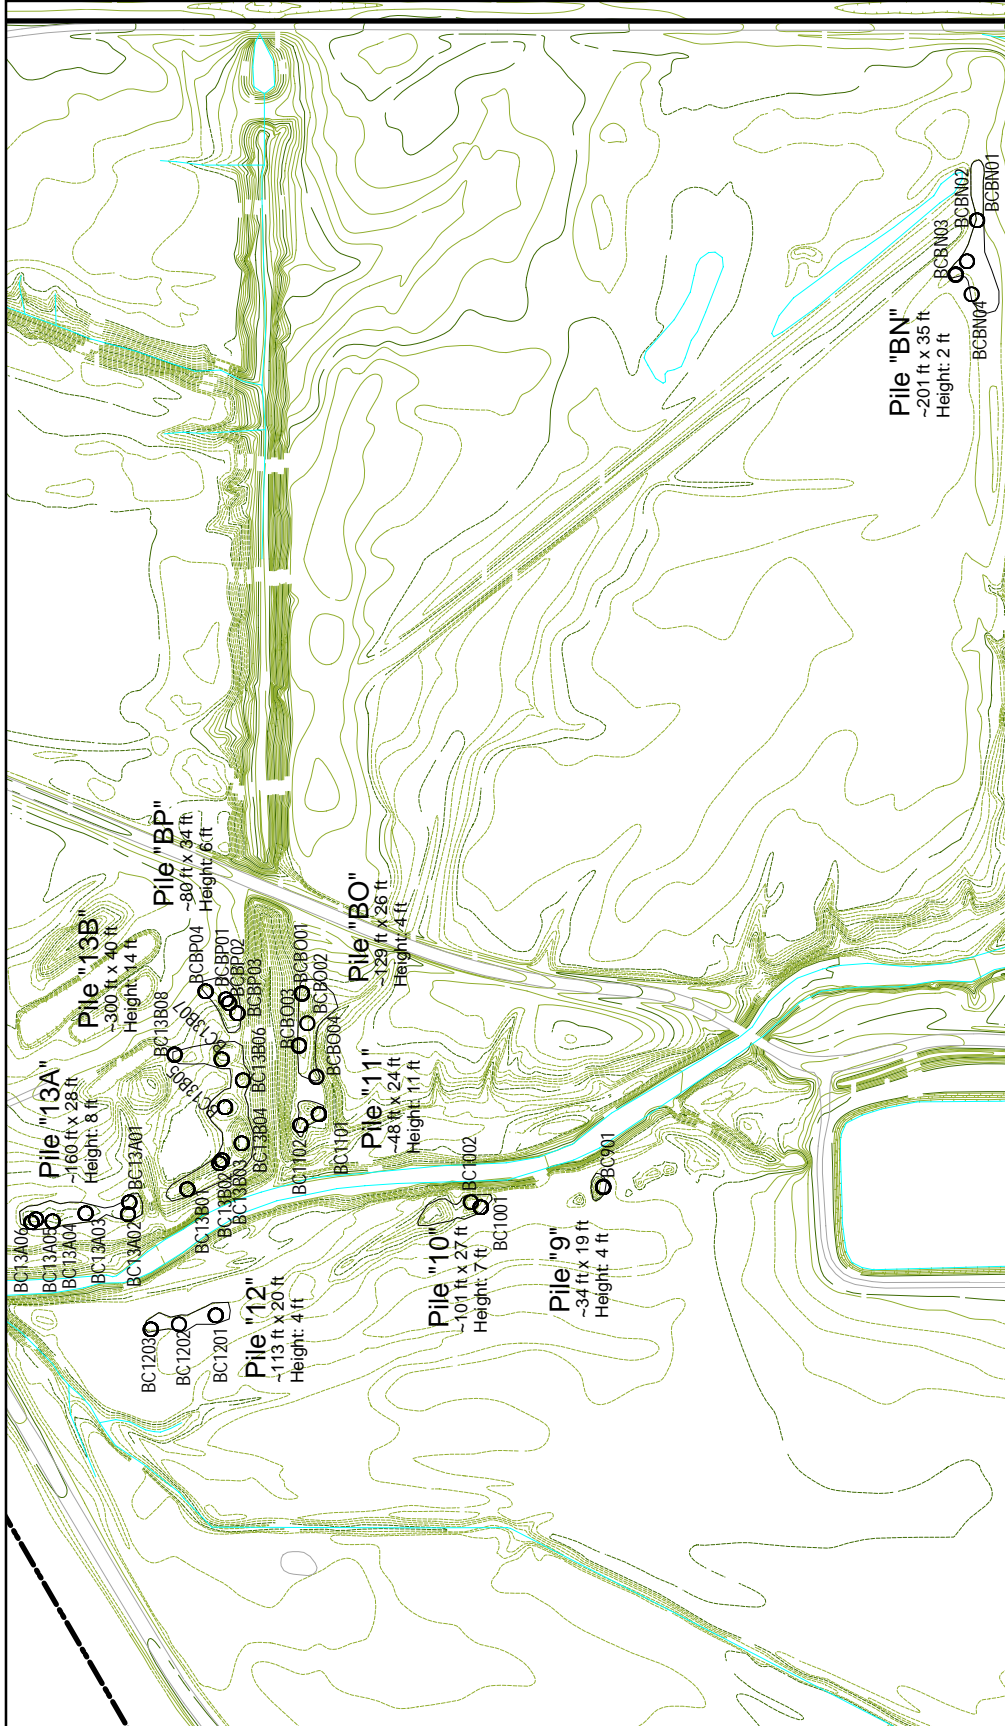 Pile "13A"
~160 ft x 28 ft
Height: 8 ft
BC13A06
BC13A05
BC13A04
BC13A03
BC13A02
BC13A01
Pile "13B"
~300 ft x 40 ft
Height: 14 ft
BC13B08
BC13B07
BC13B05
BC13B06
BC13B04
BC13B03
BC13B02
BC13B01
Pile "BP"
~80 ft x 34 ft
Height: 6 ft
BCBP04
BCBP01
BCBP02
BCBP03
Pile "BO"
~129 ft x 26 ft
Height: 4 ft
BCBO01
BCBO02
BCBO03
BCBO04
Pile "11"
~48 ft x 24 ft
Height: 11 ft
BC1102
BC1101
Pile "12"
~113 ft x 20 ft
Height: 4 ft
BC1203
BC1202
BC1201
Pile "10"
~101 ft x 27 ft
Height: 7 ft
BC1002
BC1001
Pile "9"
~34 ft x 19 ft
Height: 4 ft
BC901
Pile "BN"
~201 ft x 35 ft
Height: 2 ft
BCBN03
BCBN02
BCBN01
BCBN04